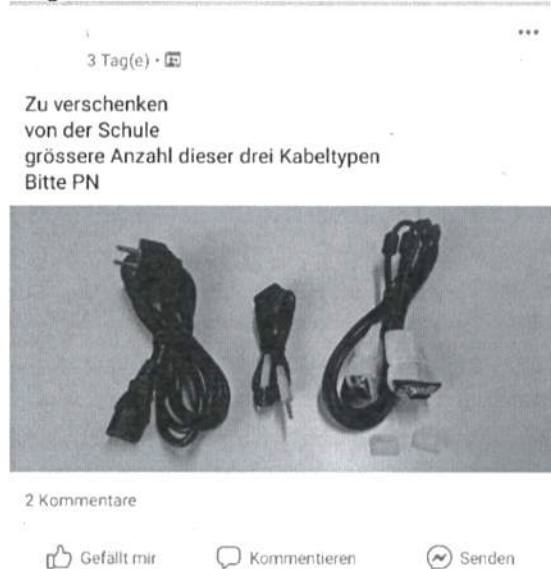 3 Tag(e) ·
Zu verschenken
von der Schule
grössere Anzahl dieser drei Kabeltypen
Bitte PN
2 Kommentare
Gefällt mir
Kommentieren
Senden